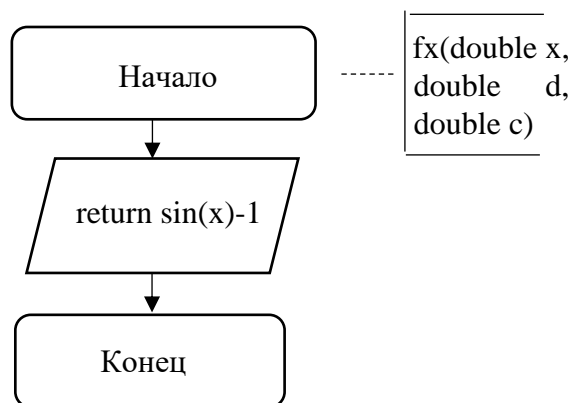 Начало
fx(double x,
double d,
double c)
return sin(x)-1
Конец